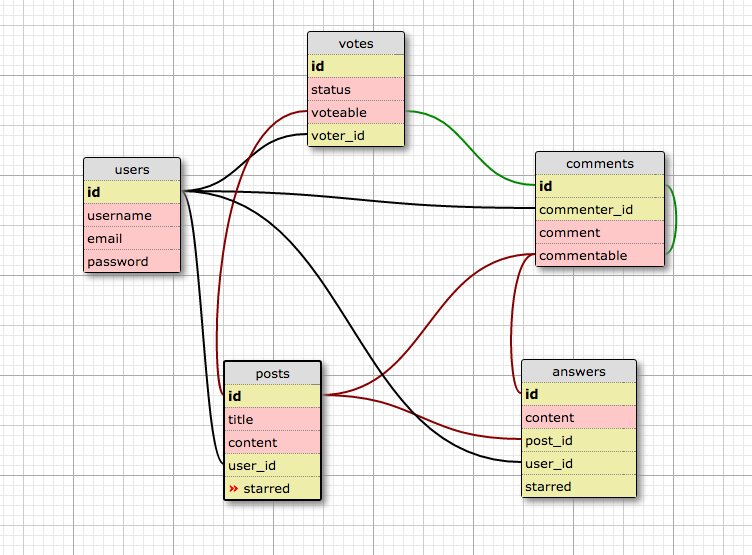 votes
id
status
voteable
voter_id
users
id
username
email
password
comments
id
commenter_id
comment
commentable
posts
id
title
content
user_id
» starred
answers
id
content
post_id
user_id
starred